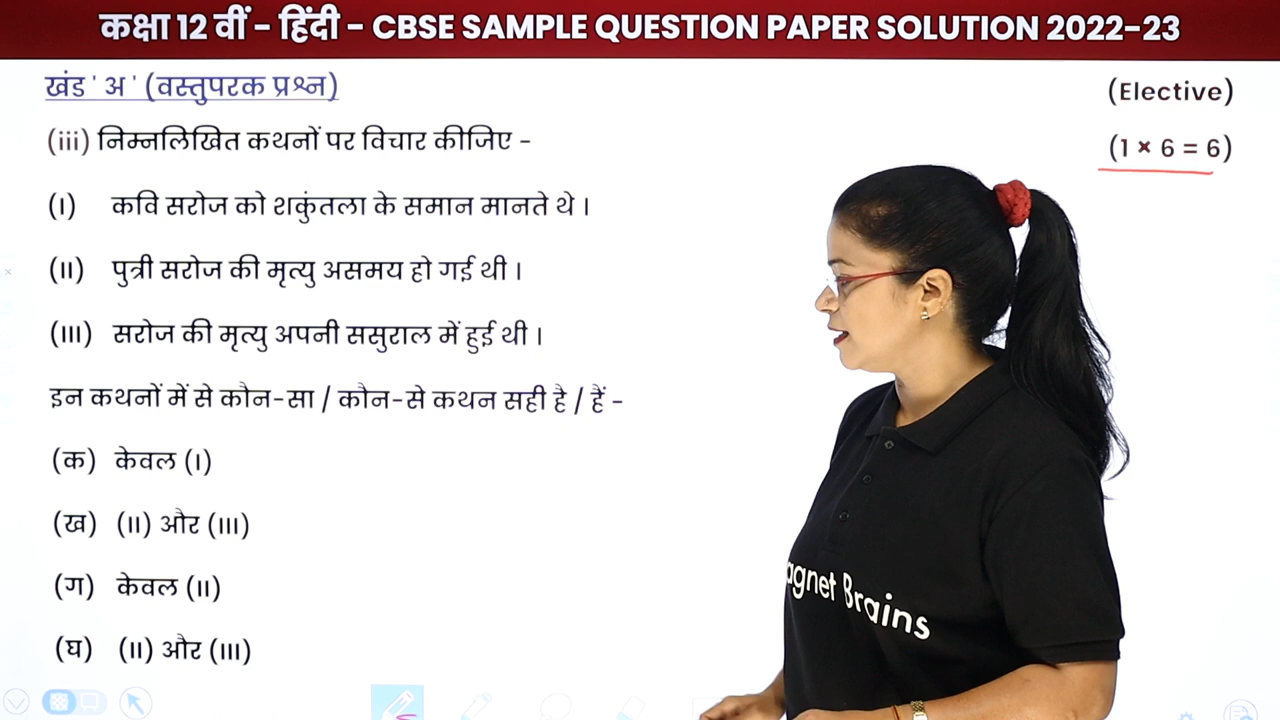 कक्षा 12 वीं – हिंदी – CBSE SAMPLE QUESTION PAPER SOLUTION 2022-23
खंड ' अ ' (वस्तुपरक प्रश्न)
(Elective)
(iii) निम्नलिखित कथनों पर विचार कीजिए -
(1 × 6 = 6)
(I) कवि सरोज को शकुंतला के समान मानते थे ।
(II) पुत्री सरोज की मृत्यु असमय हो गई थी ।
(III) सरोज की मृत्यु अपनी ससुराल में हुई थी ।
इन कथनों में से कौन-सा / कौन-से कथन सही है / हैं -
(क) केवल (I)
(ख) (II) और (III)
(ग) केवल (II)
(घ) (II) और (III)
agnet Brains